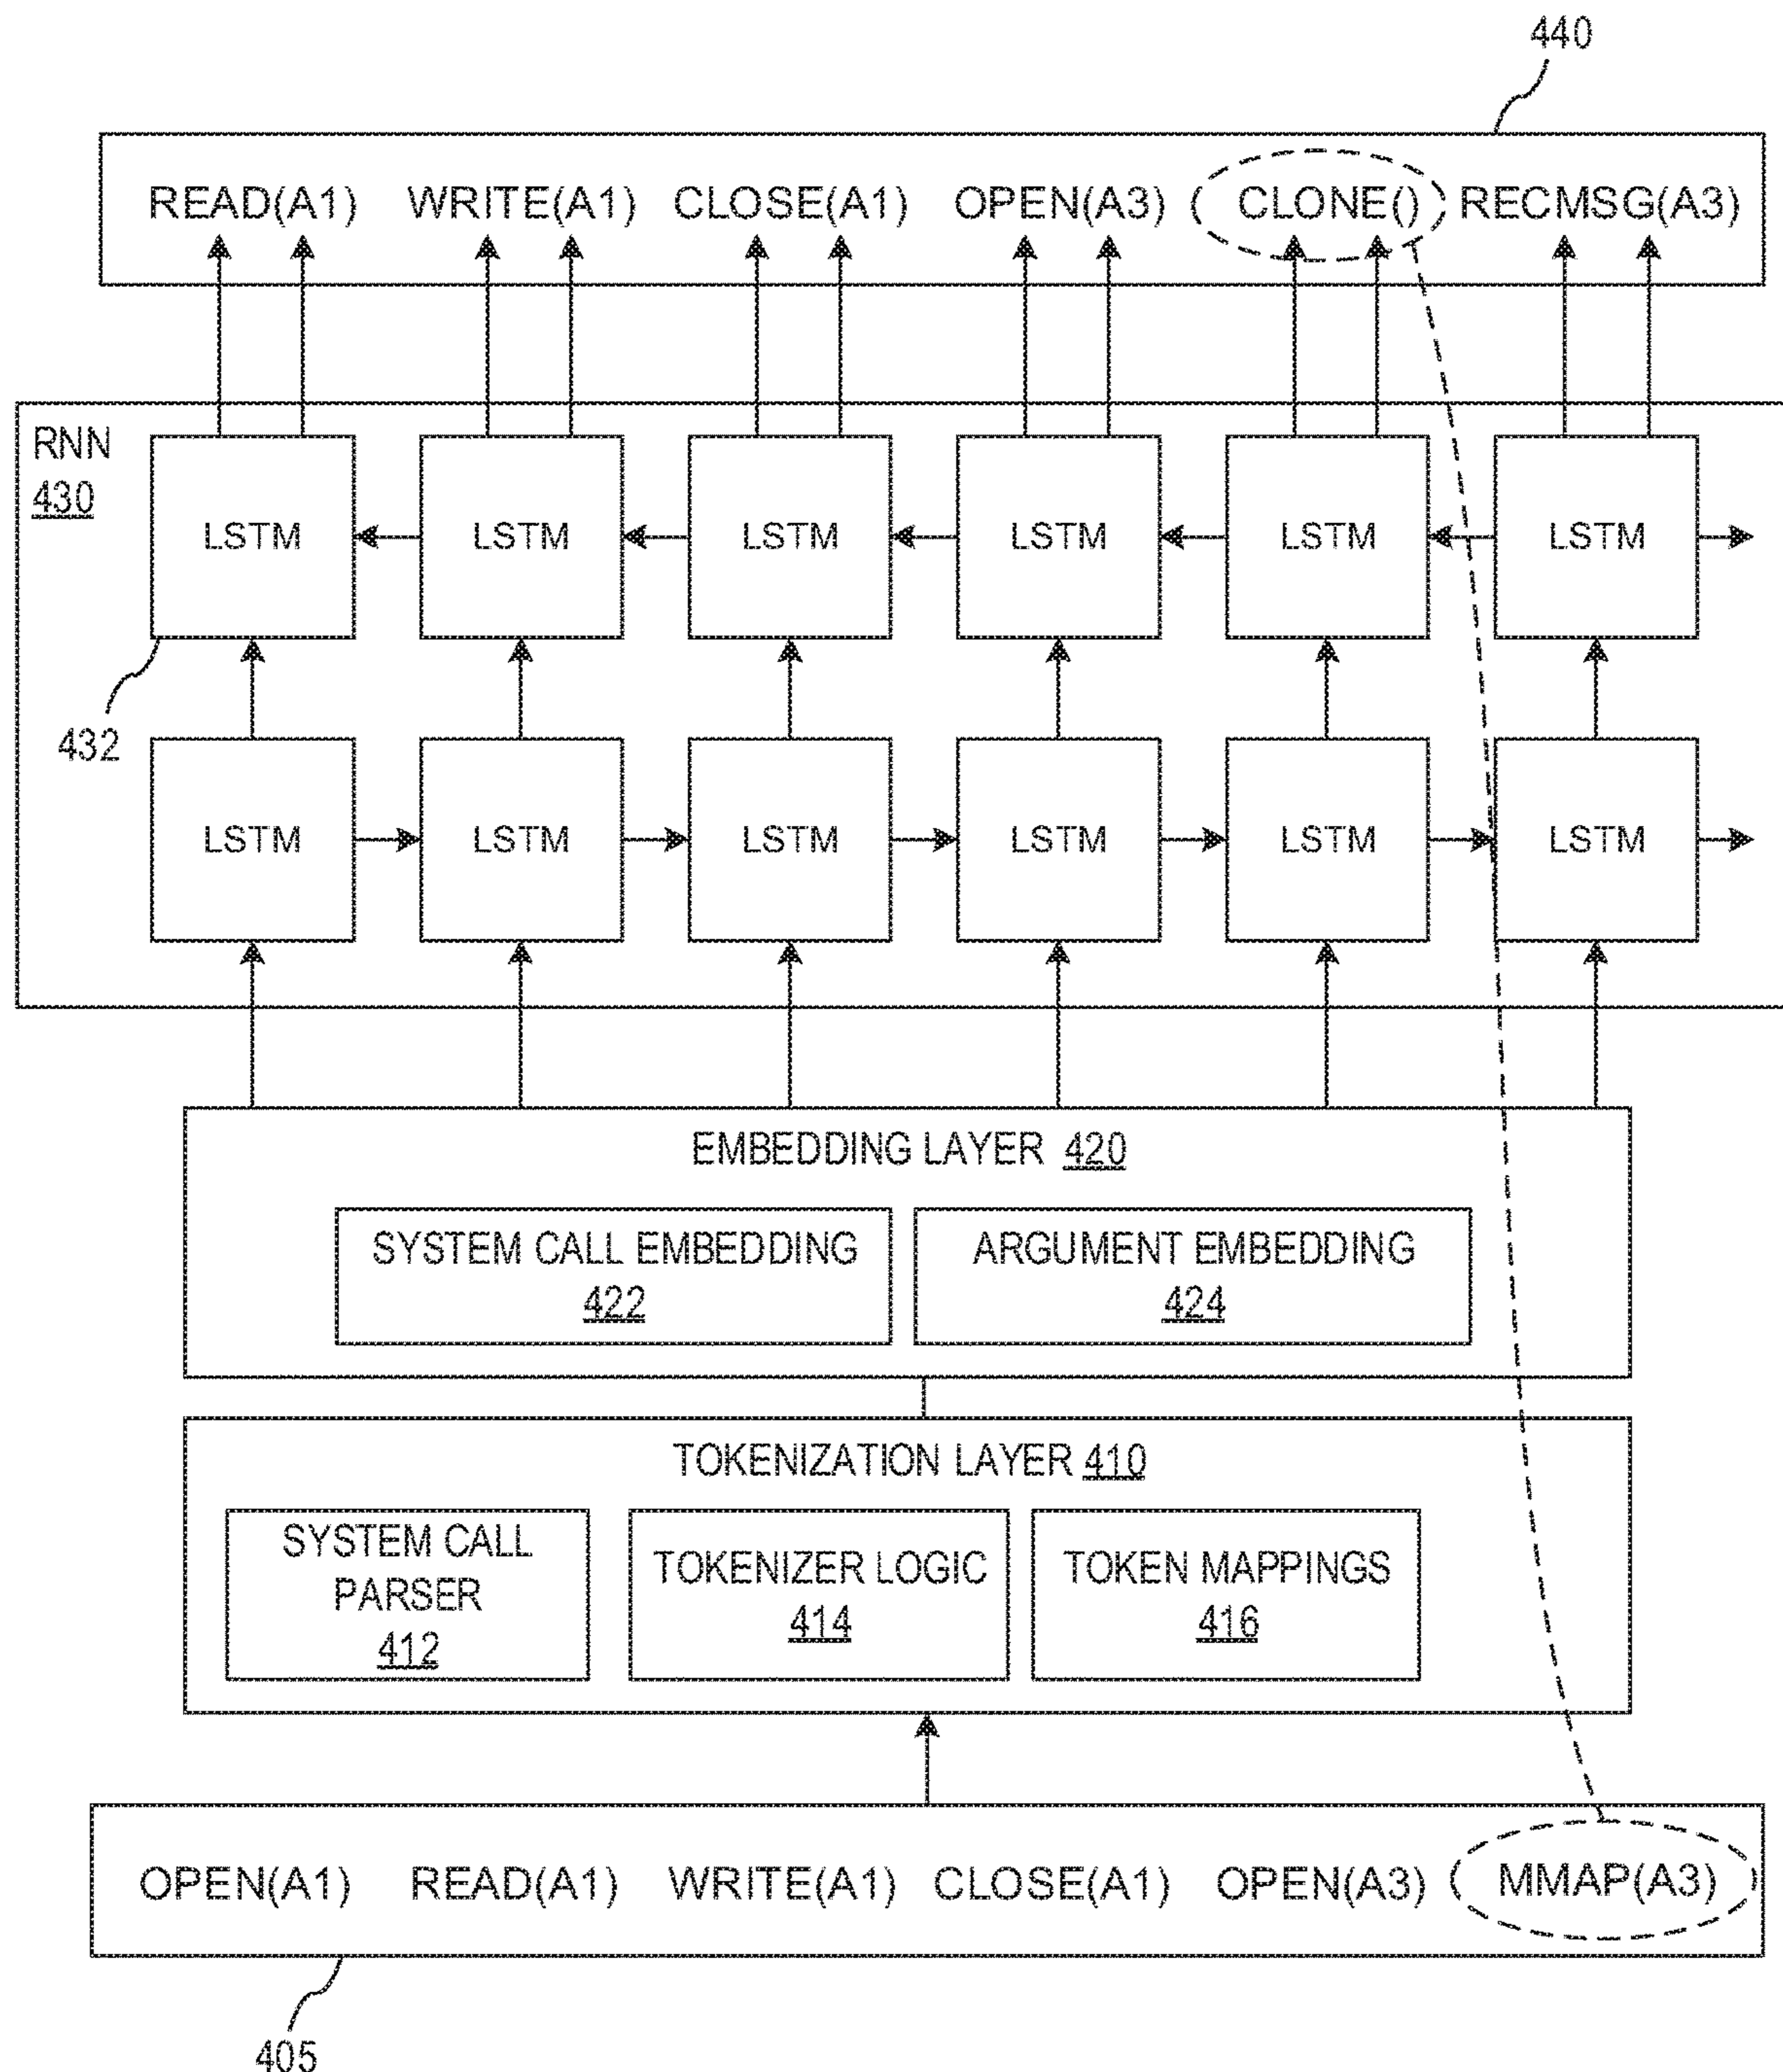 440
READ(A1) WRITE(A1) CLOSE(A1) OPEN(A3) CLONE() RECMSG(A3)
RNN
430
LSTM LSTM LSTM LSTM LSTM LSTM
432
LSTM LSTM LSTM LSTM LSTM LSTM
EMBEDDING LAYER 420
SYSTEM CALL EMBEDDING
422
ARGUMENT EMBEDDING
424
TOKENIZATION LAYER 410
SYSTEM CALL
PARSER
412
TOKENIZER LOGIC
414
TOKEN MAPPINGS
416
OPEN(A1) READ(A1) WRITE(A1) CLOSE(A1) OPEN(A3) MMAP(A3)
405